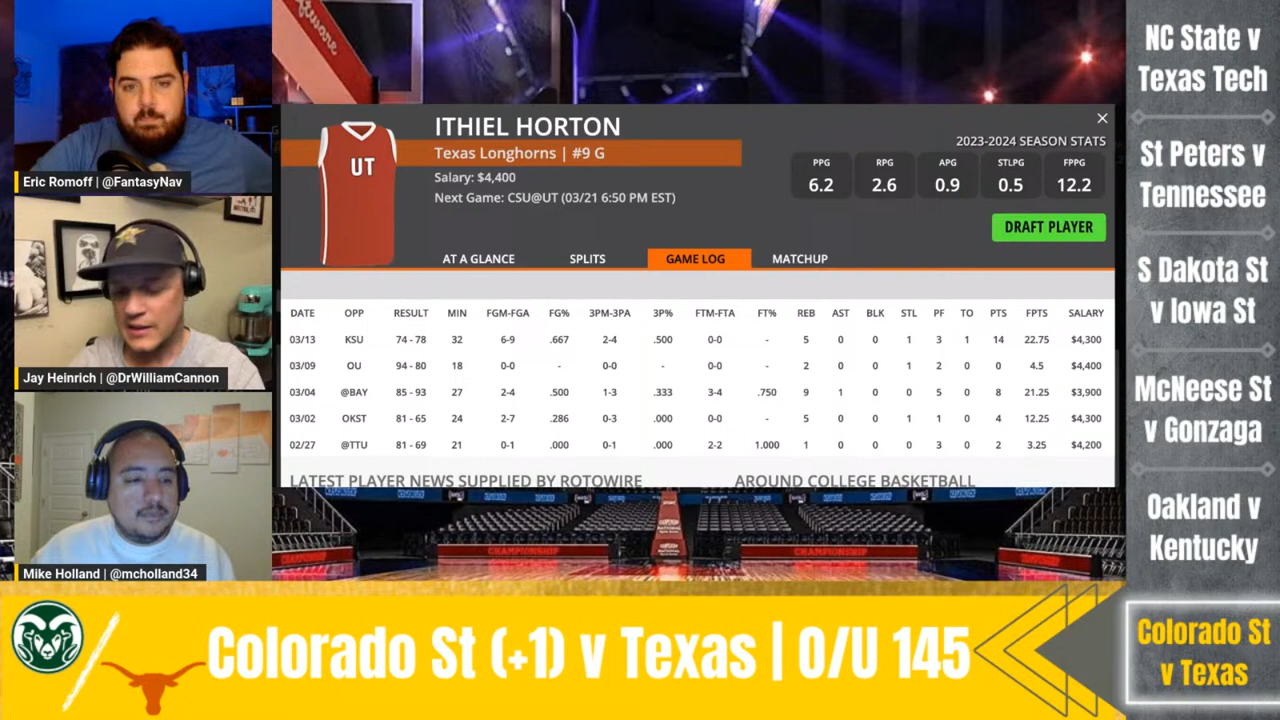 Eric Romoff | @FantasyNav
Jay Heinrich | @DrWilliamCannon
Mike Holland | @mcholland34
ITHIEL HORTON
Texas Longhorns | #9 G
Salary: $4,400
Next Game: CSU@UT (03/21 6:50 PM EST)
UT
2023-2024 SEASON STATS
PPG RPG APG STLPG FPPG
6.2 2.6 0.9 0.5 12.2
DRAFT PLAYER
AT A GLANCE SPLITS GAME LOG MATCHUP
DATE OPP RESULT MIN FGM-FGA FG% 3PM-3PA 3P% FTM-FTA FT% REB AST BLK STL PF TO PTS FPTS SALARY
03/13 KSU 74 - 78 32 6-9 .667 2-4 .500 0-0 - 5 0 0 1 3 1 14 22.75 $4,300
03/09 OU 94 - 80 18 0-0 - 0-0 - 0-0 - 2 0 0 1 2 0 0 4.5 $4,400
03/04 @BAY 85 - 93 27 2-4 .500 1-3 .333 3-4 .750 9 1 0 0 5 0 8 21.25 $3,900
03/02 OKST 81 - 65 24 2-7 .286 0-3 .000 0-0 - 5 0 0 1 1 0 4 12.25 $4,300
02/27 @TTU 81 - 69 21 0-1 .000 0-1 .000 2-2 1.000 1 0 0 0 3 0 2 3.25 $4,200
LATEST PLAYER NEWS SUPPLIED BY ROTOWIRE AROUND COLLEGE BASKETBALL
CHAMPIONSHIP
CHAMPIONSHIP
NC State v
Texas Tech
St Peters v
Tennessee
S Dakota St
v Iowa St
McNeese St
v Gonzaga
Oakland v
Kentucky
Colorado St
v Texas
Colorado St (+1) v Texas | O/U 145